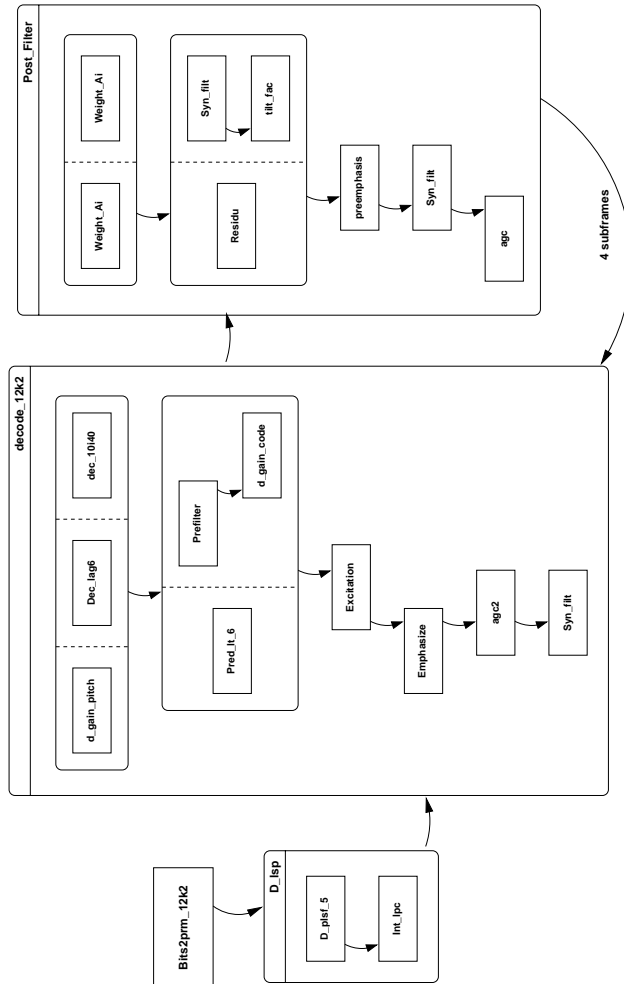 Bits2prm_12k2
D_lsp
D_plsf_5
Int_lpc
decode_12k2
d_gain_pitch
Dec_lag6
dec_10i40
Pred_lt_6
Prefilter
d_gain_code
Excitation
Emphasize
agc2
Syn_filt
Post_Filter
Weight_Ai
Weight_Ai
Residu
Syn_filt
tilt_fac
preemphasis
Syn_filt
agc
4 subframes